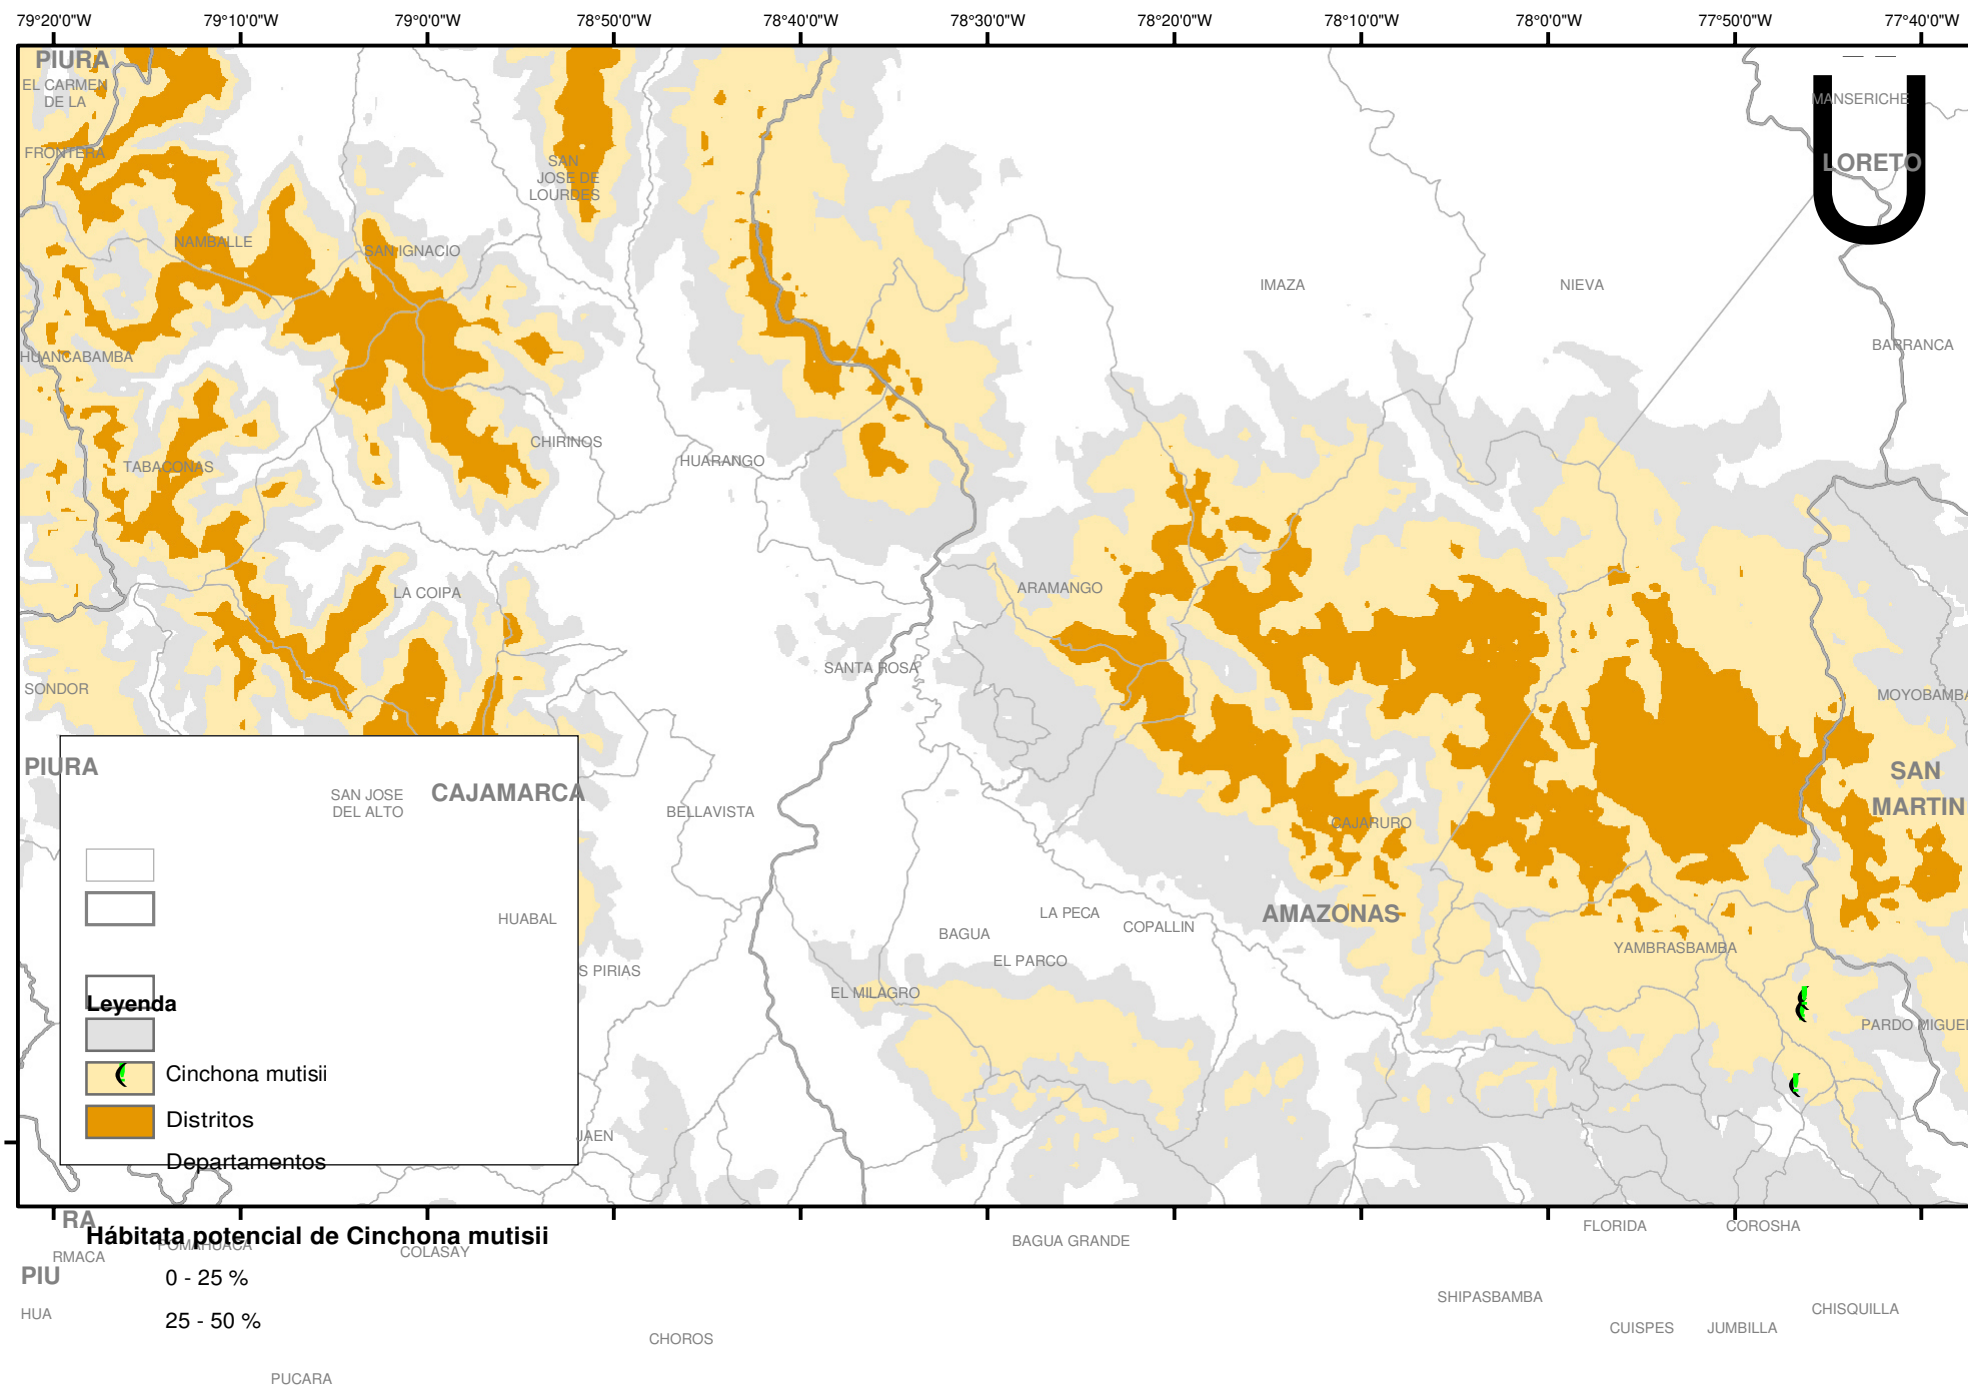 79°20'0"W 79°10'0"W 79°0'0"W 78°50'0"W 78°40'0"W 78°30'0"W 78°20'0"W 78°10'0"W 78°0'0"W 77°50'0"W 77°40'0"W
PIURA
EL CARMEN
DE LA
FRONTERA
MANSERICHE
LORETO
SAN
JOSE DE
LOURDES
NAMBALLE
SAN IGNACIO
IMAZA
NIEVA
HUANCABAMBA
BARRANCA
CHIRINOS
TABACONAS
HUARANGO
LA COIPA
ARAMANGO
SANTA ROSA
SONDOR
MOYOBAMBA
PIURA
SAN
MARTIN
SAN JOSE
DEL ALTO
CAJAMARCA
BELLAVISTA
CAJARURO
HUABAL
LA PECA
COPALLIN
AMAZONAS
BAGUA
EL PARCO
YAMBRASBAMBA
S PIRIAS
EL MILAGRO
PARDO MIGUEL
Leyenda
Cinchona mutisii
Distritos
Departamentos
JAEN
RA
Hábitata potencial de Cinchona mutisii
FLORIDA
COROSHA
RMACA
POMAHUACA
COLASAY
BAGUA GRANDE
PIU
0 - 25 %
HUA
25 - 50 %
SHIPASBAMBA
CHISQUILLA
CUISPES
JUMBILLA
CHOROS
PUCARA